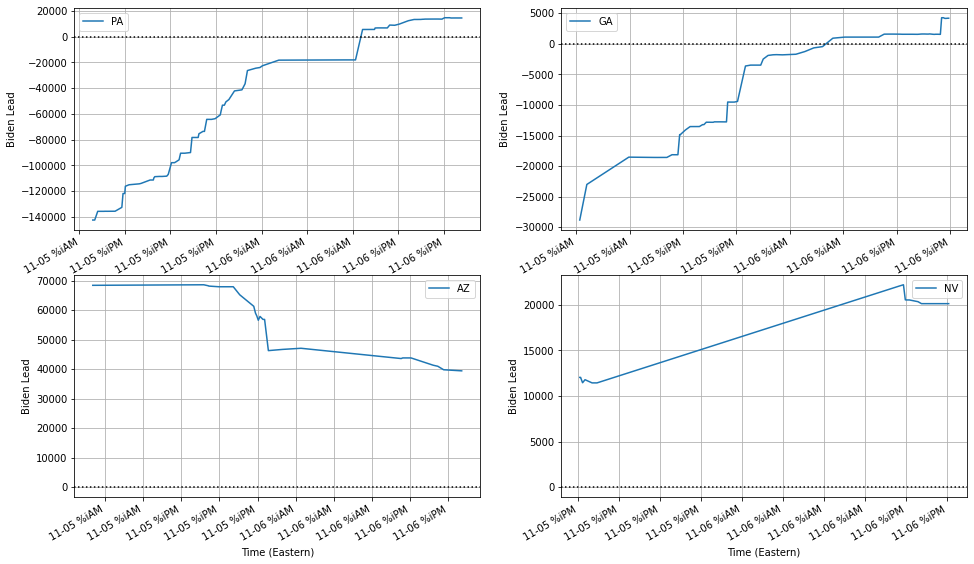 PA
20000
0
−20000
−40000
−60000
−80000
−100000
−120000
−140000
Biden Lead
11-05 %iAM
11-05 %iPM
11-05 %iPM
11-05 %iPM
11-06 %iAM
11-06 %iAM
11-06 %iAM
11-06 %iPM
11-06 %iPM
GA
5000
0
−5000
−10000
−15000
−20000
−25000
−30000
Biden Lead
11-05 %iAM
11-05 %iAM
11-05 %iPM
11-05 %iPM
11-06 %iAM
11-06 %iAM
11-06 %iPM
11-06 %iPM
AZ
70000
60000
50000
40000
30000
20000
10000
0
Biden Lead
11-05 %iAM
11-05 %iAM
11-05 %iPM
11-05 %iPM
11-05 %iPM
11-06 %iAM
11-06 %iAM
11-06 %iAM
11-06 %iPM
11-06 %iPM
Time (Eastern)
NV
20000
15000
10000
5000
0
Biden Lead
11-05 %iPM
11-05 %iPM
11-05 %iPM
11-05 %iPM
11-06 %iAM
11-06 %iAM
11-06 %iAM
11-06 %iAM
11-06 %iPM
11-06 %iPM
Time (Eastern)